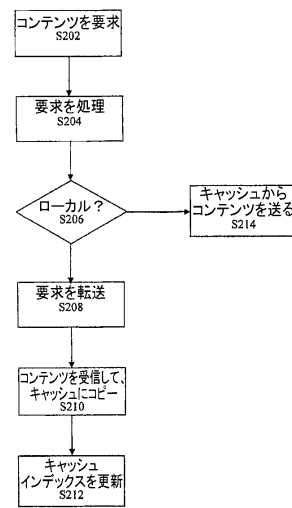 コンテンツを要求
S202
要求を処理
S204
ローカル？
S206
キャッシュから
コンテンツを送る
S214
要求を転送
S208
コンテンツを受信して、
キャッシュにコピー
S210
キャッシュ
インデックスを更新
S212